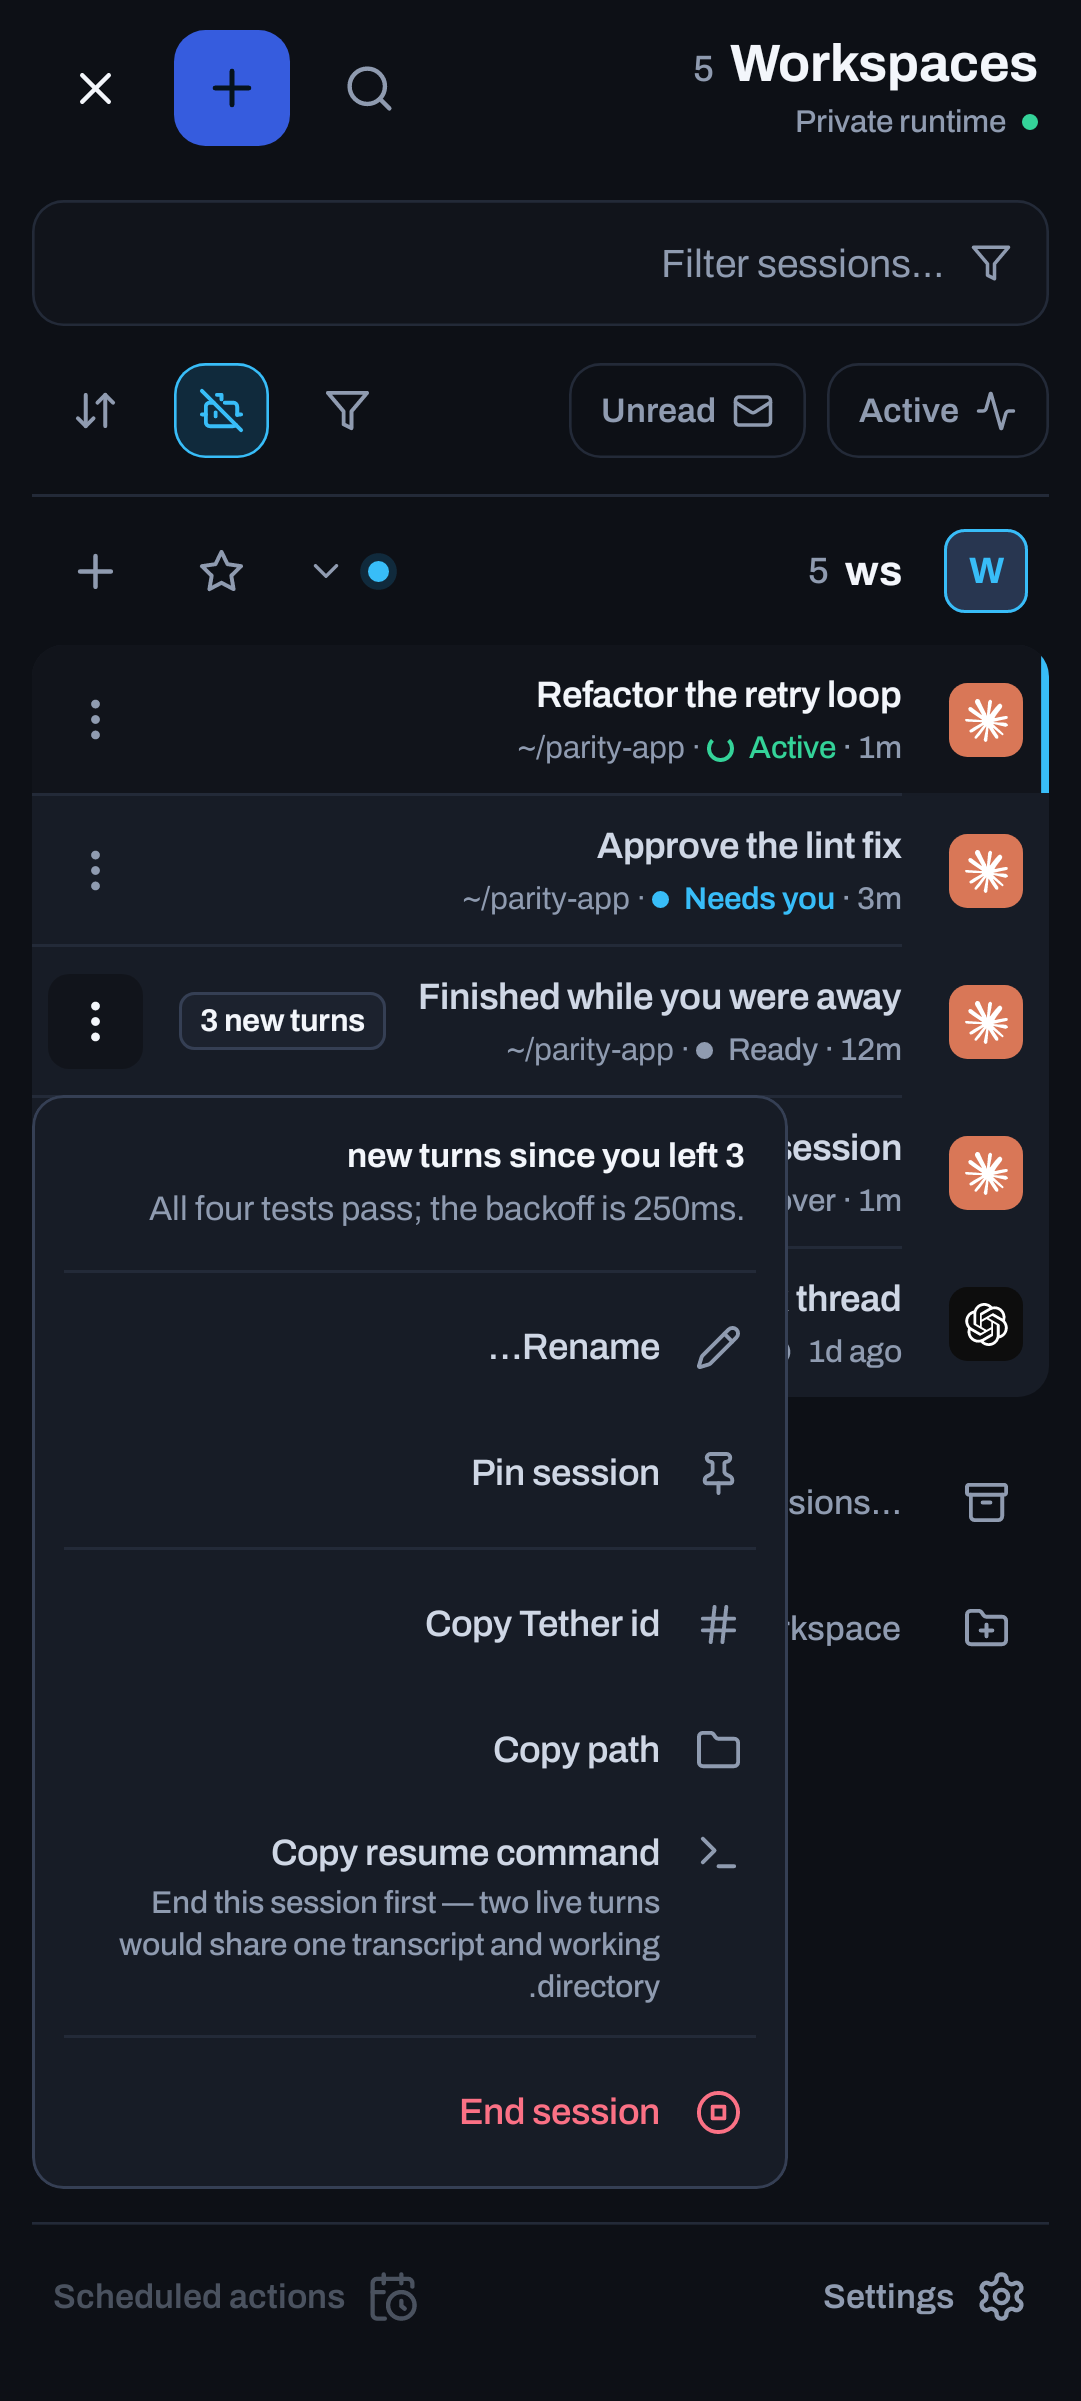 5 Workspaces
Private runtime
Filter sessions...
Unread
Active
5 ws
W
Refactor the retry loop
~/parity-app · Active · 1m
Approve the lint fix
~/parity-app · Needs you · 3m
3 new turns
Finished while you were away
~/parity-app · Ready · 12m
session
1m
thread
1d ago
new turns since you left 3
All four tests pass; the backoff is 250ms.
...Rename
Pin session
Copy Tether id
Copy path
Copy resume command
End this session first — two live turns
would share one transcript and working
.directory
End session
Scheduled actions
Settings